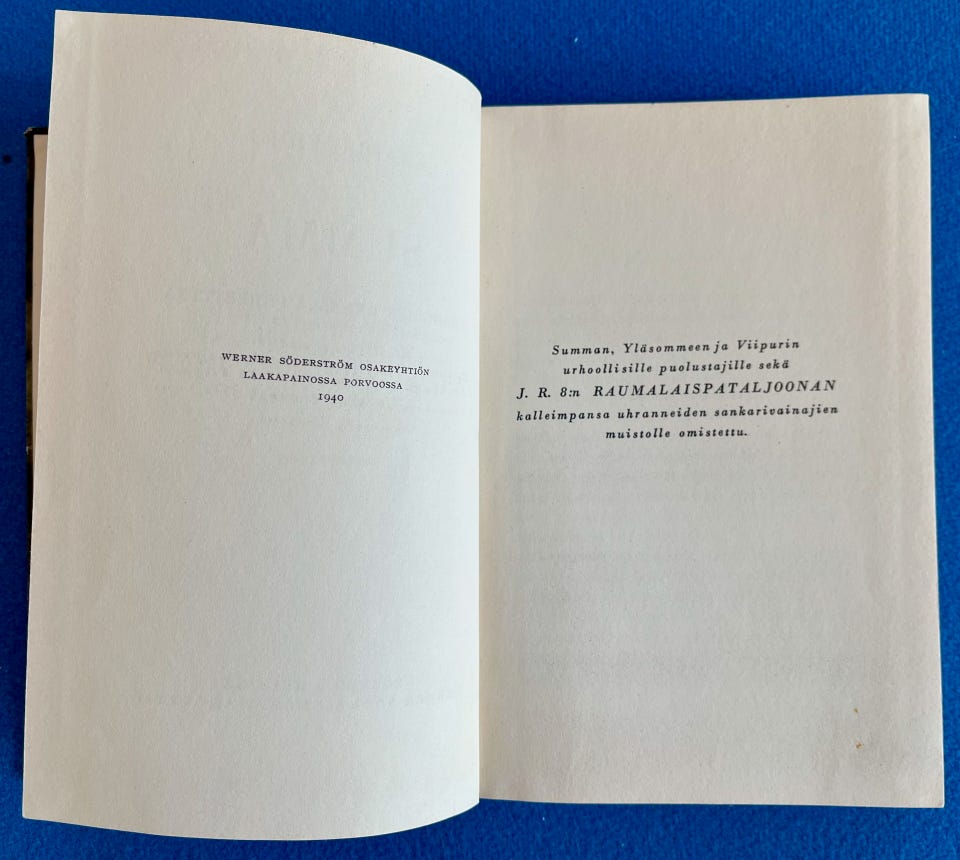 WERNER SÖDERSTRÖM OSAKEYHTIÖN
LAAKAPAINOSSA PORVOOSSA
1940
Summan, Yläsommeen ja Viipurin
urhoollisille puolustajille sekä
J. R. 8:n RAUMALAISPATALJOONAN
kalleimpansa uhranneiden sankarivainajien
muistolle omistettu.